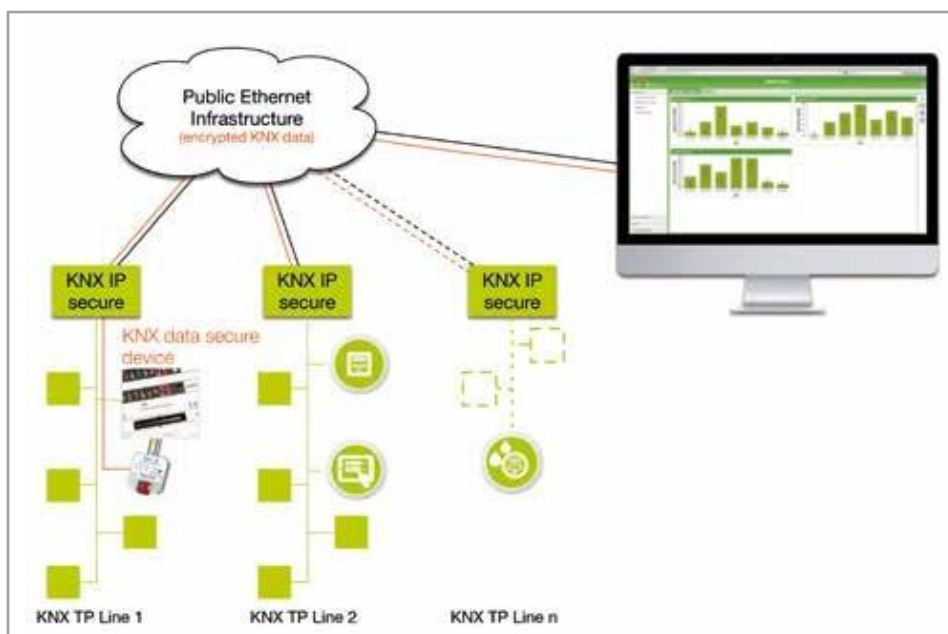 Public Ethernet
Infrastructure
(encrypted KNX data)
KNX IP
secure
KNX IP
secure
KNX IP
secure
KNX data secure
device
KNX TP Line 1
KNX TP Line 2
KNX TP Line n